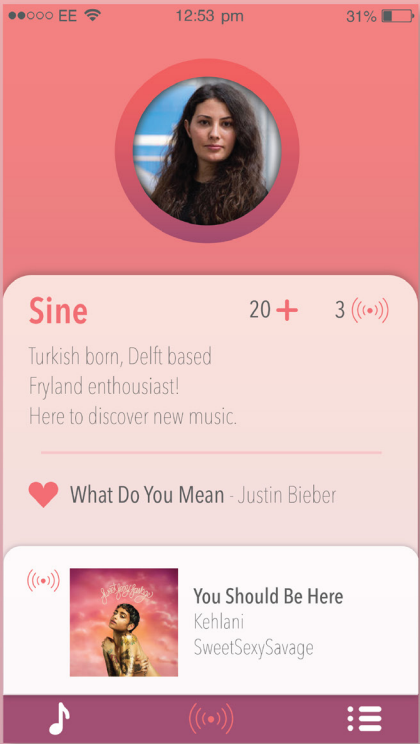 EE 12:53 pm 31%
Sine 20+ 3
Turkish born, Delft based
Fryland enthousiast!
Here to discover new music.
What Do You Mean - Justin Bieber
You Should Be Here
Kehlani
SweetSexySavage